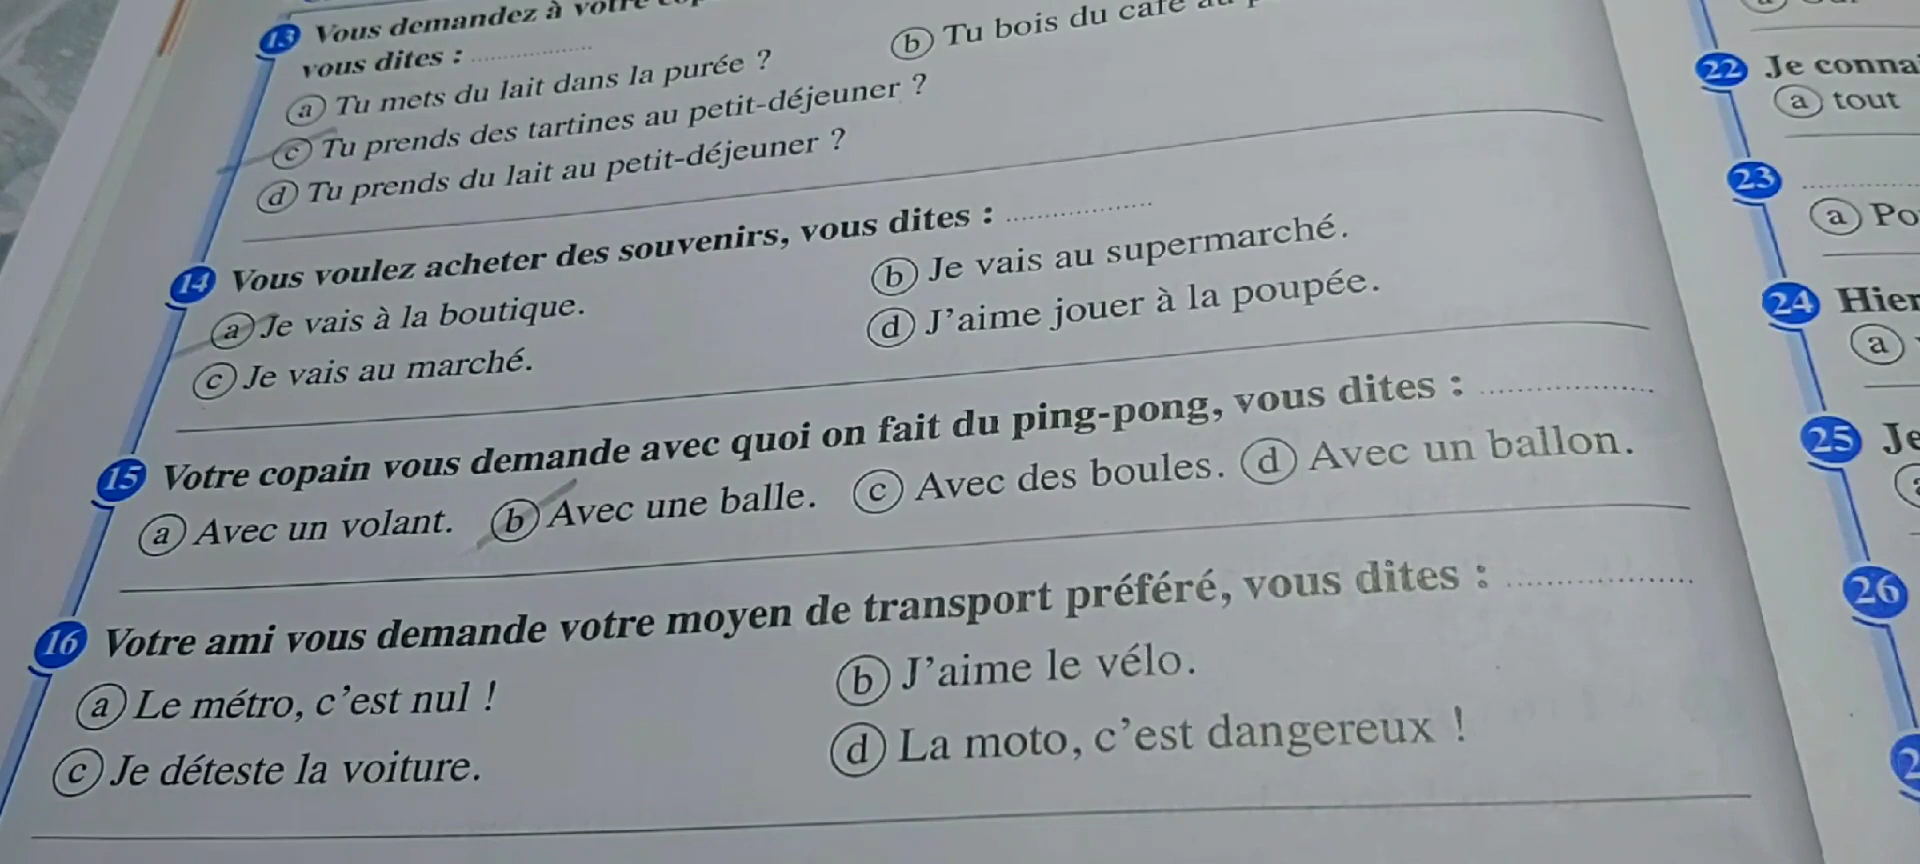 13 Vous demandez à
vous dites : ....................
a Tu mets du lait dans la purée ?
b Tu bois du café
c Tu prends des tartines au petit-déjeuner ?
d Tu prends du lait au petit-déjeuner ?
14 Vous voulez acheter des souvenirs, vous dites : ....................
a Je vais à la boutique.
b Je vais au supermarché.
c Je vais au marché.
d J'aime jouer à la poupée.
15 Votre copain vous demande avec quoi on fait du ping-pong, vous dites : ....................
a Avec un volant. b Avec une balle. c Avec des boules. d Avec un ballon.
16 Votre ami vous demande votre moyen de transport préféré, vous dites : ....................
a Le métro, c'est nul !
b J'aime le vélo.
c Je déteste la voiture.
d La moto, c'est dangereux !
22 Je
a tout
23 ....................
a
24 Hier
a
25 Je
26